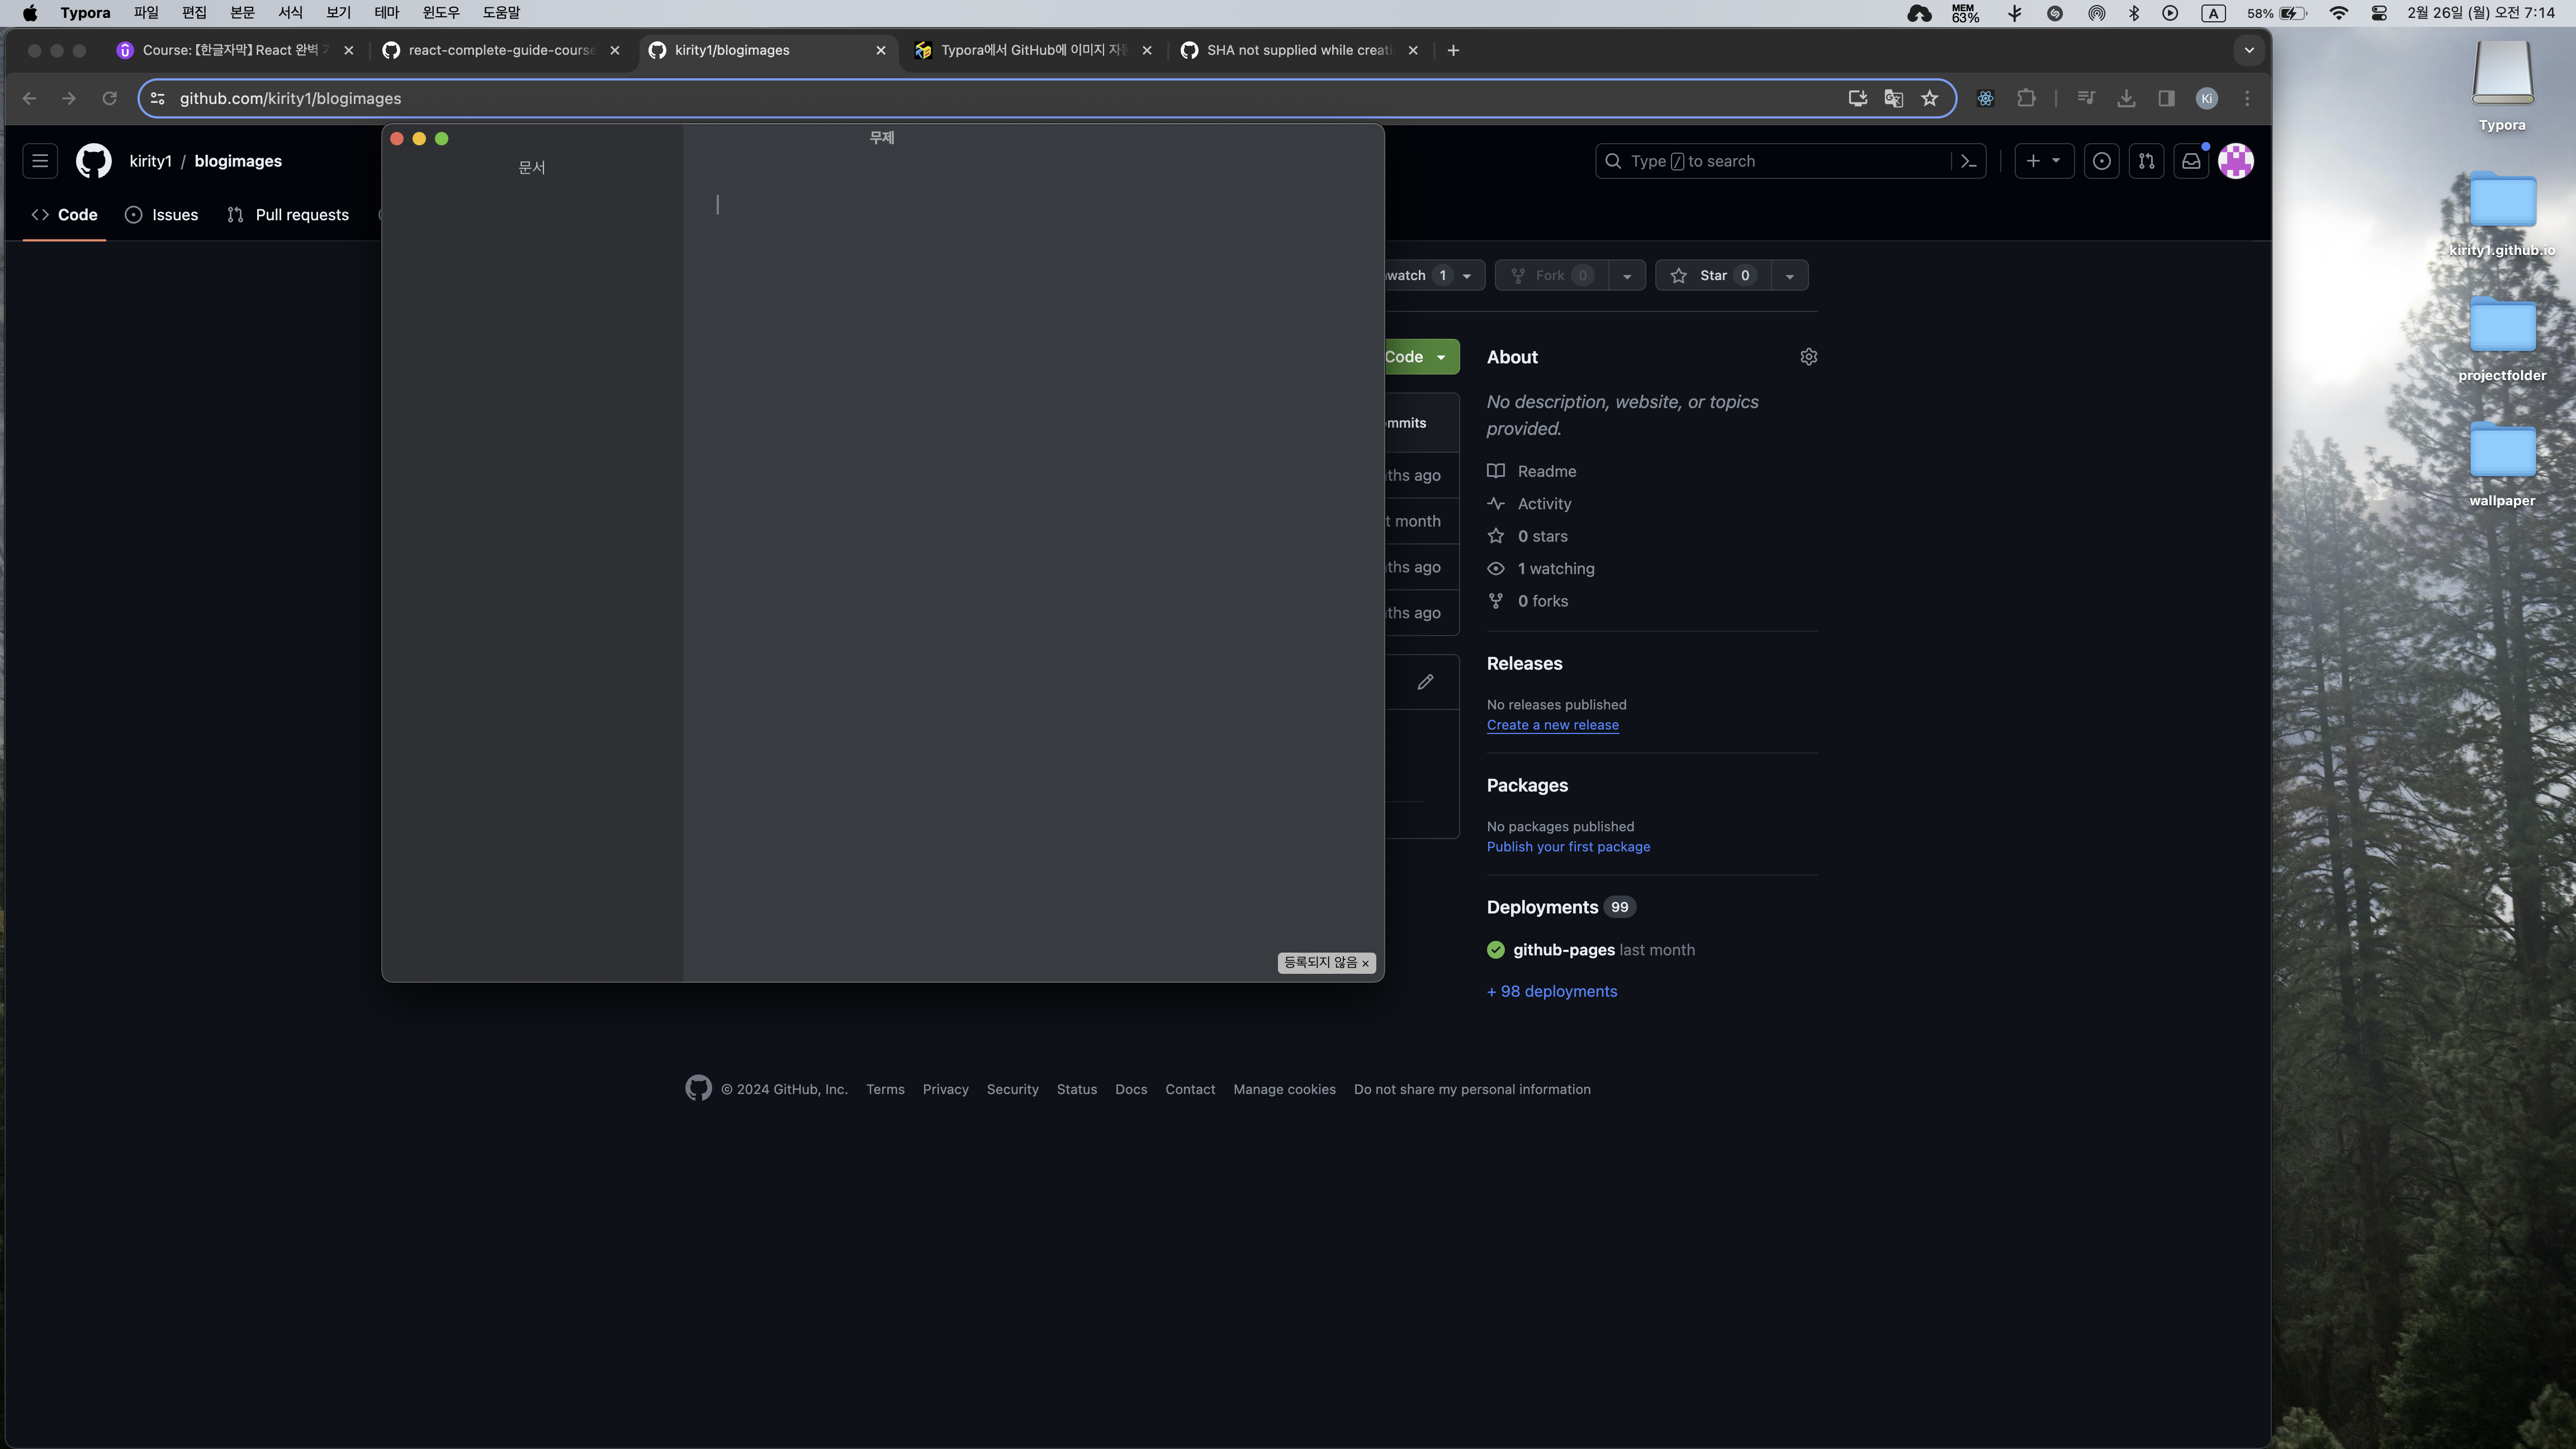 Typora 파일 편집 본문 서식 보기 테마 윈도우 도움말 MEM 63% A 58% 2월 26일 (월) 오전 7:14
Course: 【한글자막】 React 완벽 react-complete-guide-course kirity1/blogimages Typora에서 GitHub에 이미지 자동 SHA not supplied while creati
github.com/kirity1/blogimages Ki
무제
문서
kirity1 / blogimages Type / to search
Code Issues Pull requests
watch 1 Fork 0 Star 0
Code About
No description, website, or topics
provided.
mmits
Readme
ths ago
Activity
t month
0 stars
ths ago
1 watching
0 forks
ths ago
Releases
No releases published
Create a new release
Packages
No packages published
Publish your first package
Deployments 99
github-pages last month
등록되지 않음 ×
+ 98 deployments
© 2024 GitHub, Inc. Terms Privacy Security Status Docs Contact Manage cookies Do not share my personal information
Typora
kirity1.github.io
projectfolder
wallpaper